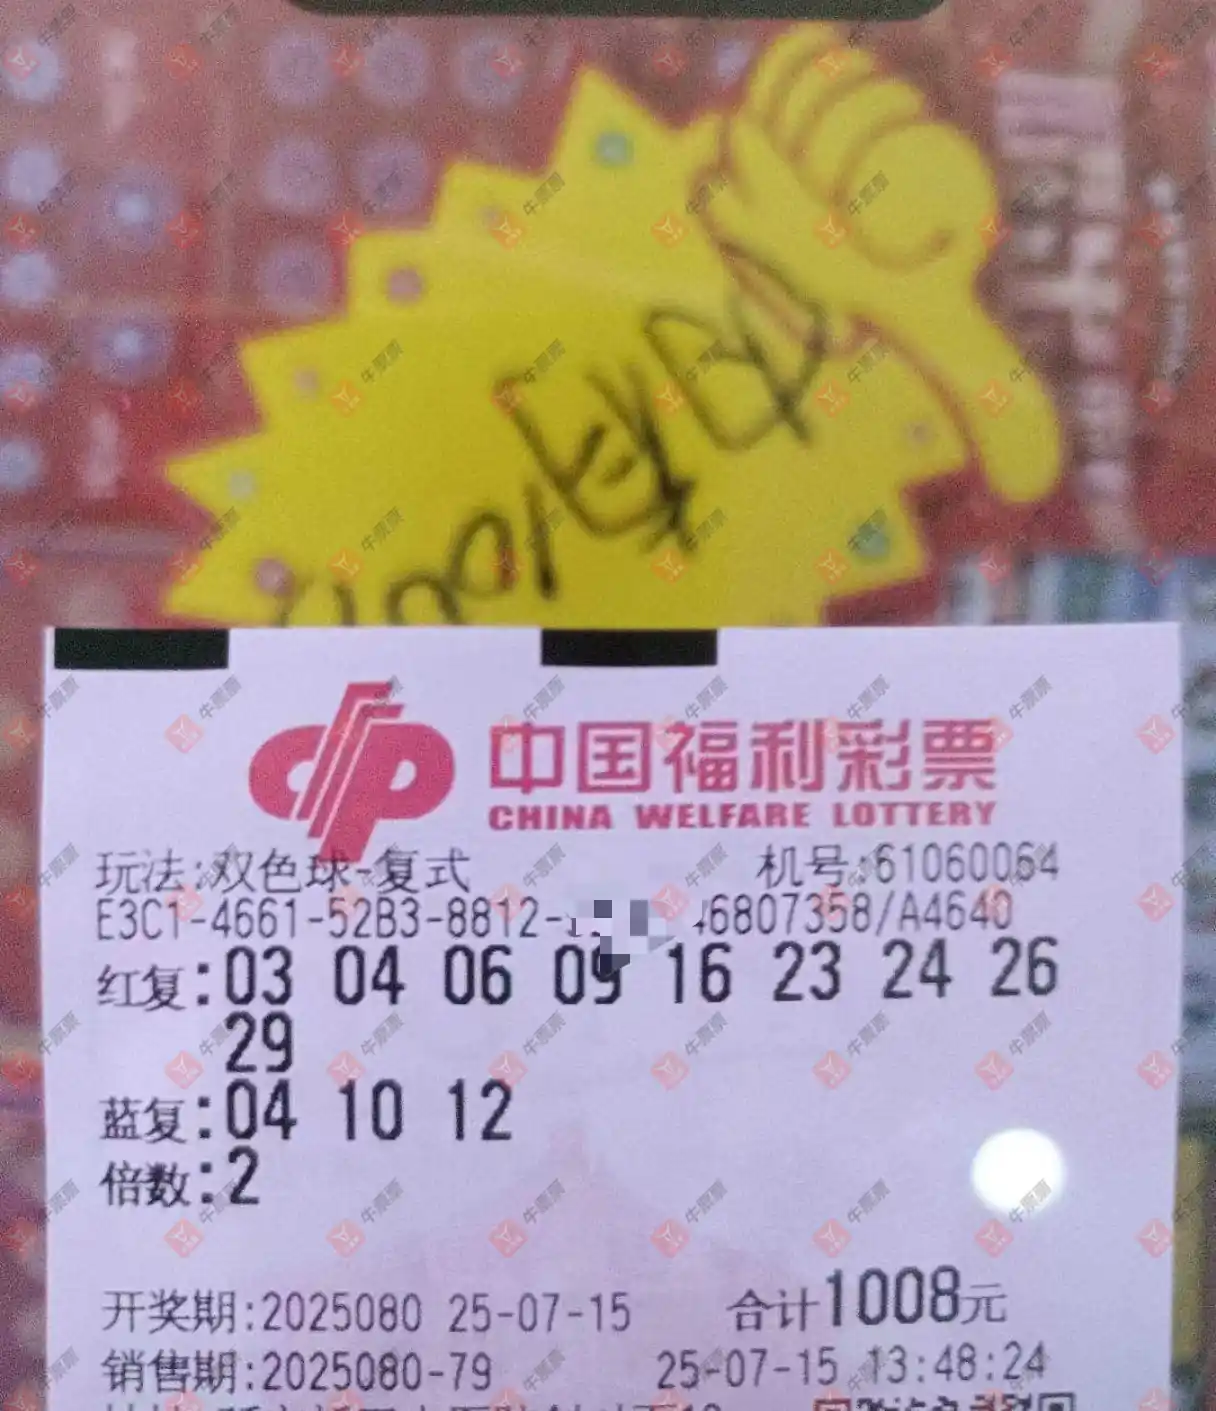 中国福利彩票
CHINA WELFARE LOTTERY
玩法:双色球-复式 机号:61060064
E3C1-4661-52B3-8812- 46807358/A4640
红复:03 04 06 09 16 23 24 26
29
蓝复:04 10 12
倍数:2
开奖期:2025080 25-07-15 合计1008元
销售期:2025080-79 25-07-15 13:48:24
牛票票